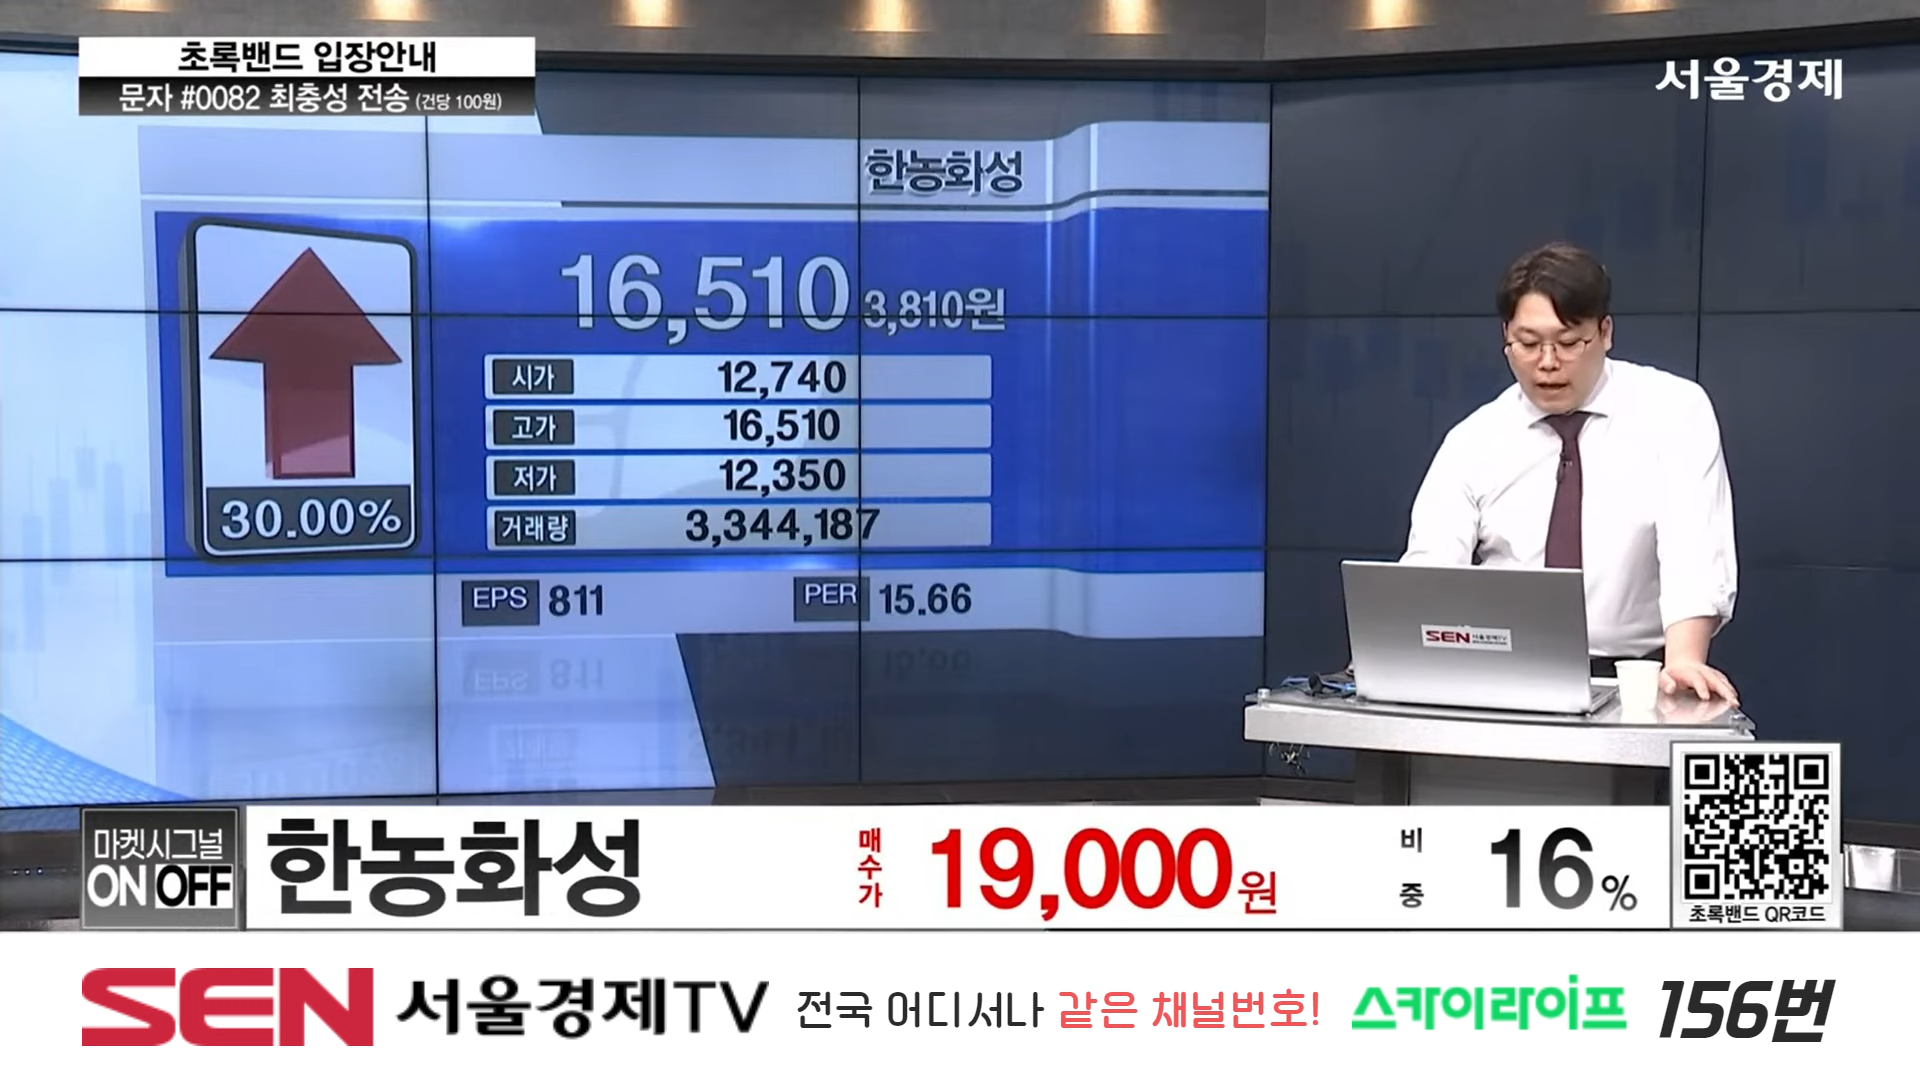 초록밴드 입장안내
문자 #0082 최충성 전송 (건당 100원)
서울경제
한농화성
16,510 3,810원
30.00%
시가 12,740
고가 16,510
저가 12,350
거래량 3,344,187
EPS 811 PER 15.66
SEN 서울경제TV
마켓시그널
ON OFF
한농화성
매수가 19,000원
비중 16%
초록밴드 QR코드
SEN 서울경제TV 전국 어디서나 같은 채널번호! 스카이라이프 156번